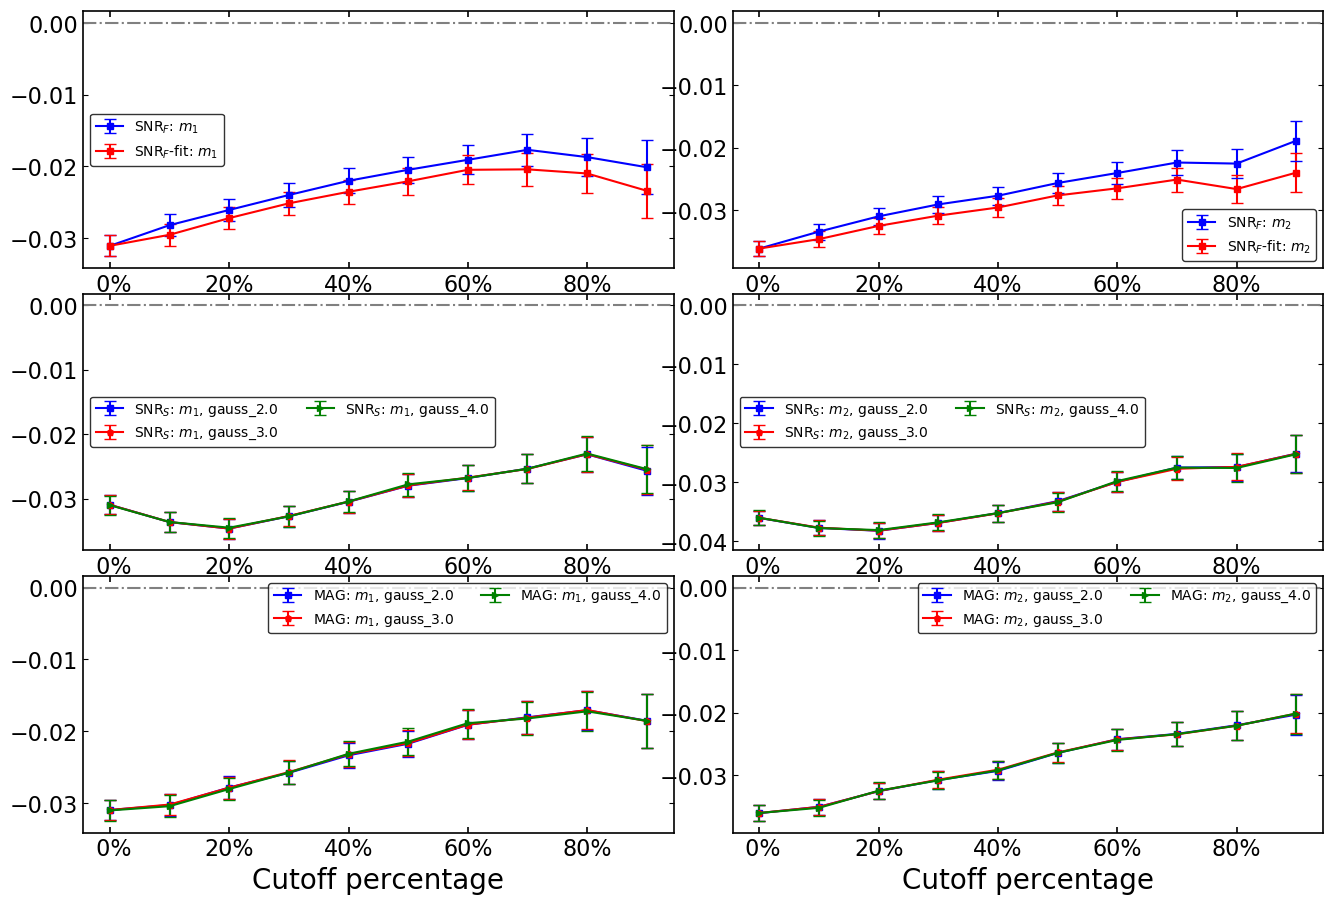 0.00
−0.01
−0.02
−0.03
SNR_F: m_1
SNR_F-fit: m_1
0% 20% 40% 60% 80%
0.00
−0.01
−0.02
−0.03
SNR_F: m_2
SNR_F-fit: m_2
0% 20% 40% 60% 80%
0.00
−0.01
−0.02
−0.03
SNR_S: m_1, gauss_2.0 SNR_S: m_1, gauss_4.0
SNR_S: m_1, gauss_3.0
0% 20% 40% 60% 80%
0.00
−0.01
−0.02
−0.03
−0.04
SNR_S: m_2, gauss_2.0 SNR_S: m_2, gauss_4.0
SNR_S: m_2, gauss_3.0
0% 20% 40% 60% 80%
0.00
−0.01
−0.02
−0.03
MAG: m_1, gauss_2.0 MAG: m_1, gauss_4.0
MAG: m_1, gauss_3.0
0% 20% 40% 60% 80%
Cutoff percentage
0.00
−0.01
−0.02
−0.03
MAG: m_2, gauss_2.0 MAG: m_2, gauss_4.0
MAG: m_2, gauss_3.0
0% 20% 40% 60% 80%
Cutoff percentage